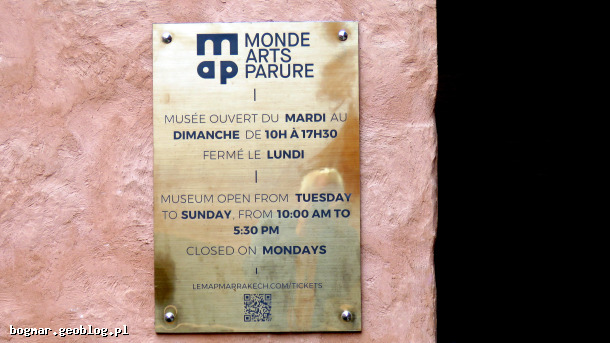 map
MONDE
ARTS
PARURE
MUSÉE OUVERT DU MARDI AU
DIMANCHE DE 10H À 17H30
FERMÉ LE LUNDI
MUSEUM OPEN FROM TUESDAY
TO SUNDAY, FROM 10:00 AM TO
5:30 PM
CLOSED ON MONDAYS
LEMAPMARRAKECH.COM/TICKETS
bogmar.geoblog.pl